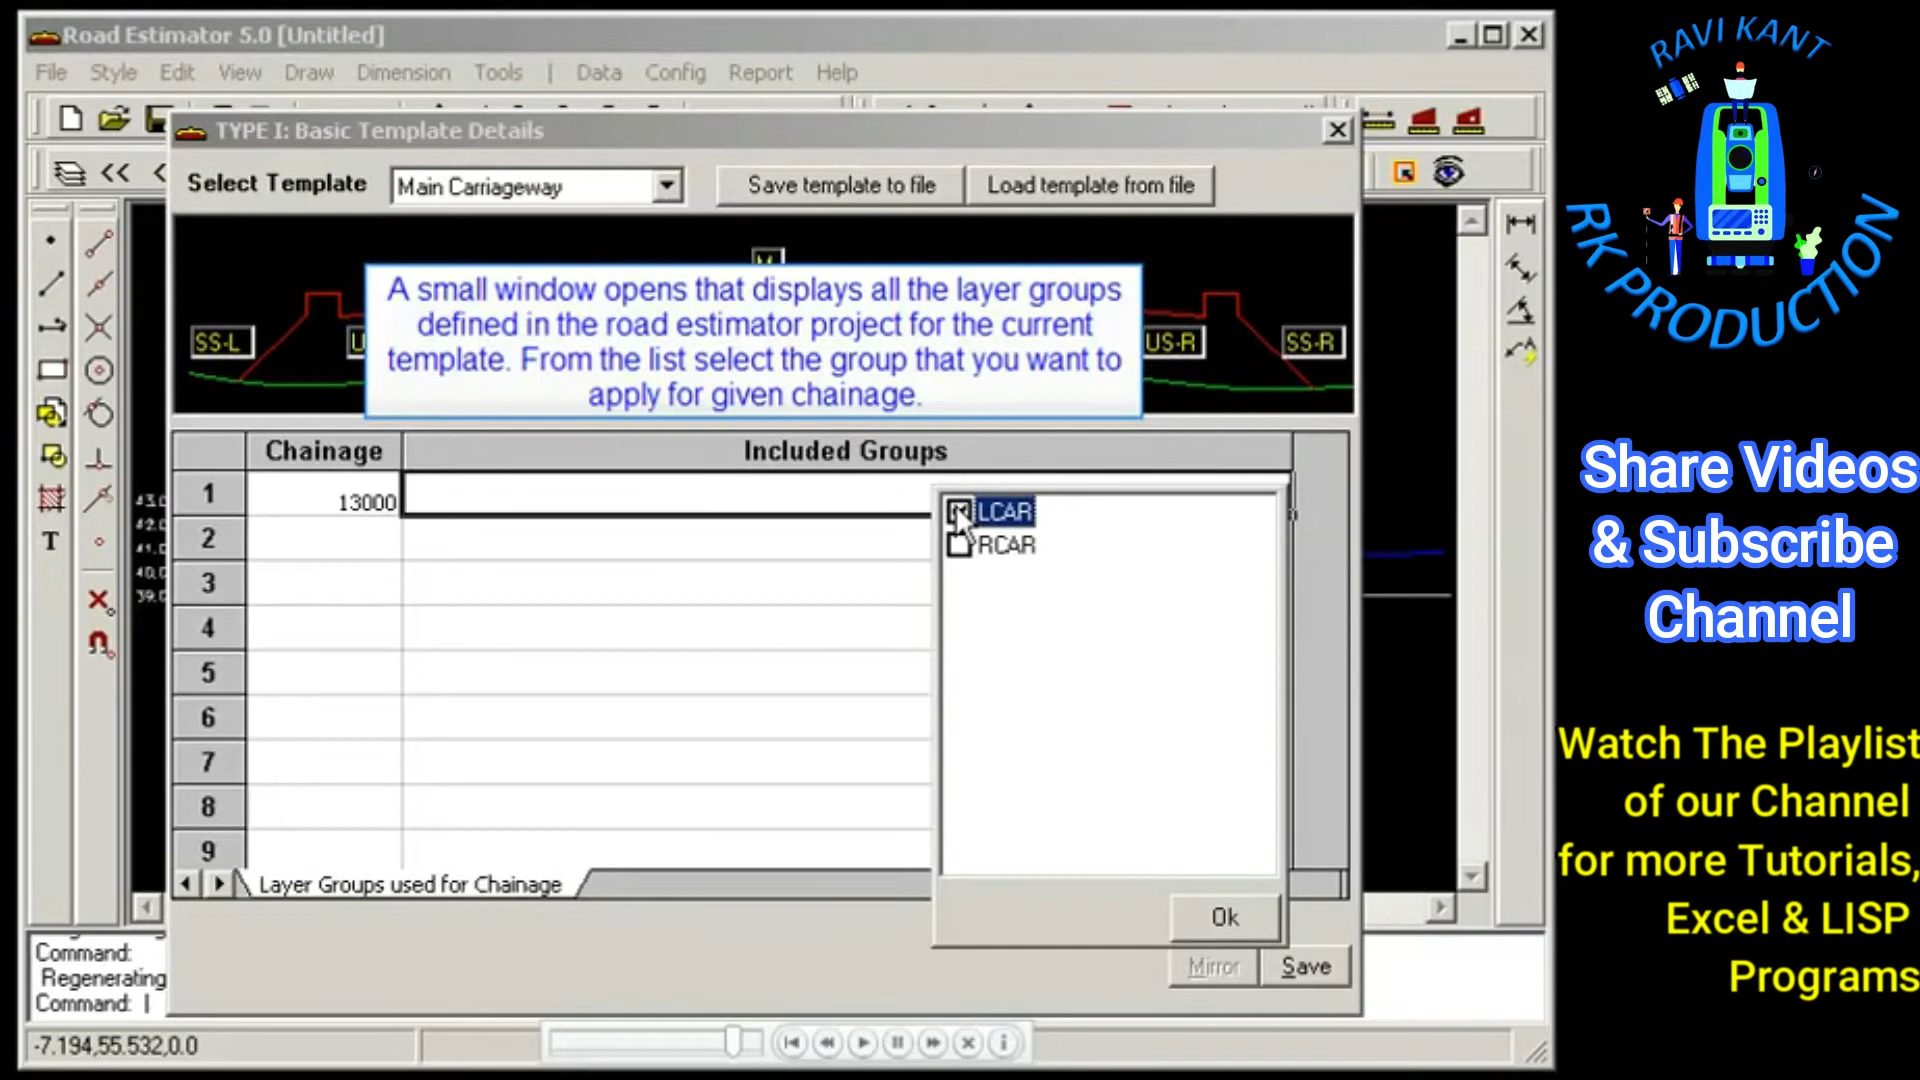 Road Estimator 5.0 [Untitled]
File Style Edit View Draw Dimension Tools | Data Config Report Help
TYPE I: Basic Template Details
Select Template Main Carriageway Save template to file Load template from file
A small window opens that displays all the layer groups
defined in the road estimator project for the current
template. From the list select the group that you want to
apply for given chainage.
SS-L US-R SS-R
Chainage Included Groups
1 13000
2
3
4
5
6
7
8
9
LCAR
RCAR
Ok
Layer Groups used for Chainage
Mirror Save
T
Command:
Regenerating
Command:
-7.194,55.532,0.0
RAVI KANT
RK PRODUCTION
Share Videos
& Subscribe
Channel
Watch The Playlist
of our Channel
for more Tutorials,
Excel & LISP
Programs